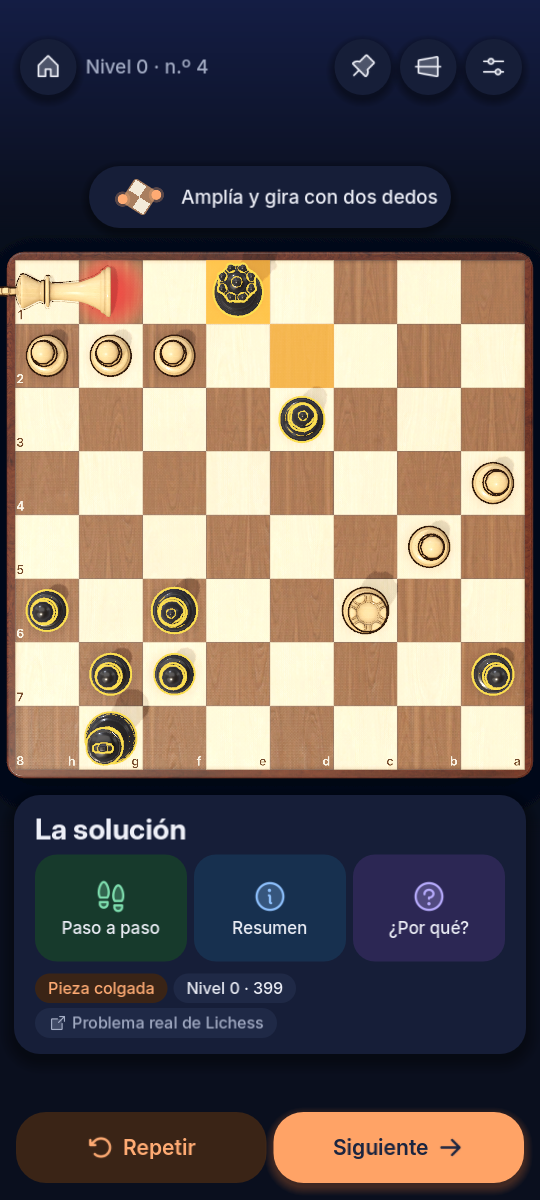 Nivel 0 · n.º 4
Amplía y gira con dos dedos
1
2
3
4
5
6
7
8 h g f e d c b a
La solución
Paso a paso
Resumen
¿Por qué?
Pieza colgada
Nivel 0 · 399
Problema real de Lichess
Repetir
Siguiente